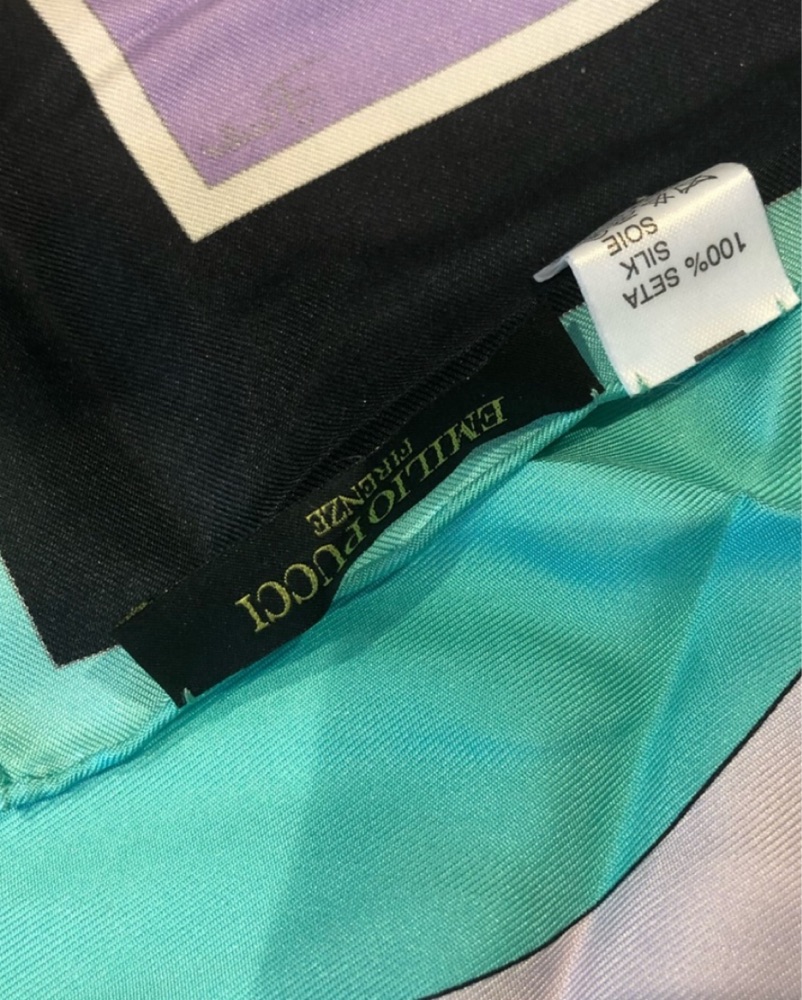 EMILIO PUCCI
FIRENZE
100% SETA
SILK
SOIE